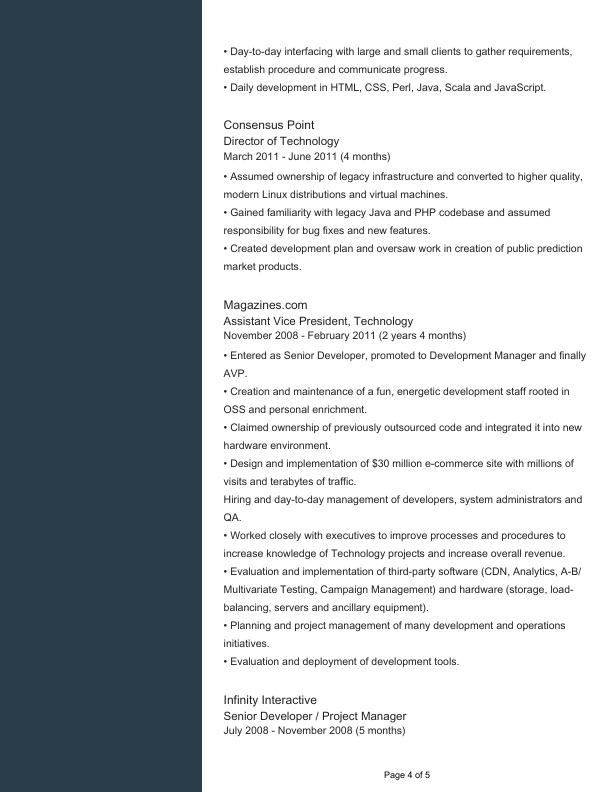 • Day-to-day interfacing with large and small clients to gather requirements,
establish procedure and communicate progress.
• Daily development in HTML, CSS, Perl, Java, Scala and JavaScript.
Consensus Point
Director of Technology
March 2011 - June 2011 (4 months)
• Assumed ownership of legacy infrastructure and converted to higher quality,
modern Linux distributions and virtual machines.
• Gained familiarity with legacy Java and PHP codebase and assumed
responsibility for bug fixes and new features.
• Created development plan and oversaw work in creation of public prediction
market products.
Magazines.com
Assistant Vice President, Technology
November 2008 - February 2011 (2 years 4 months)
• Entered as Senior Developer, promoted to Development Manager and finally
AVP.
• Creation and maintenance of a fun, energetic development staff rooted in
OSS and personal enrichment.
• Claimed ownership of previously outsourced code and integrated it into new
hardware environment.
• Design and implementation of $30 million e-commerce site with millions of
visits and terabytes of traffic.
Hiring and day-to-day management of developers, system administrators and
QA.
• Worked closely with executives to improve processes and procedures to
increase knowledge of Technology projects and increase overall revenue.
• Evaluation and implementation of third-party software (CDN, Analytics, A-B/
Multivariate Testing, Campaign Management) and hardware (storage, load-
balancing, servers and ancillary equipment).
• Planning and project management of many development and operations
initiatives.
• Evaluation and deployment of development tools.
Infinity Interactive
Senior Developer / Project Manager
July 2008 - November 2008 (5 months)
Page 4 of 5